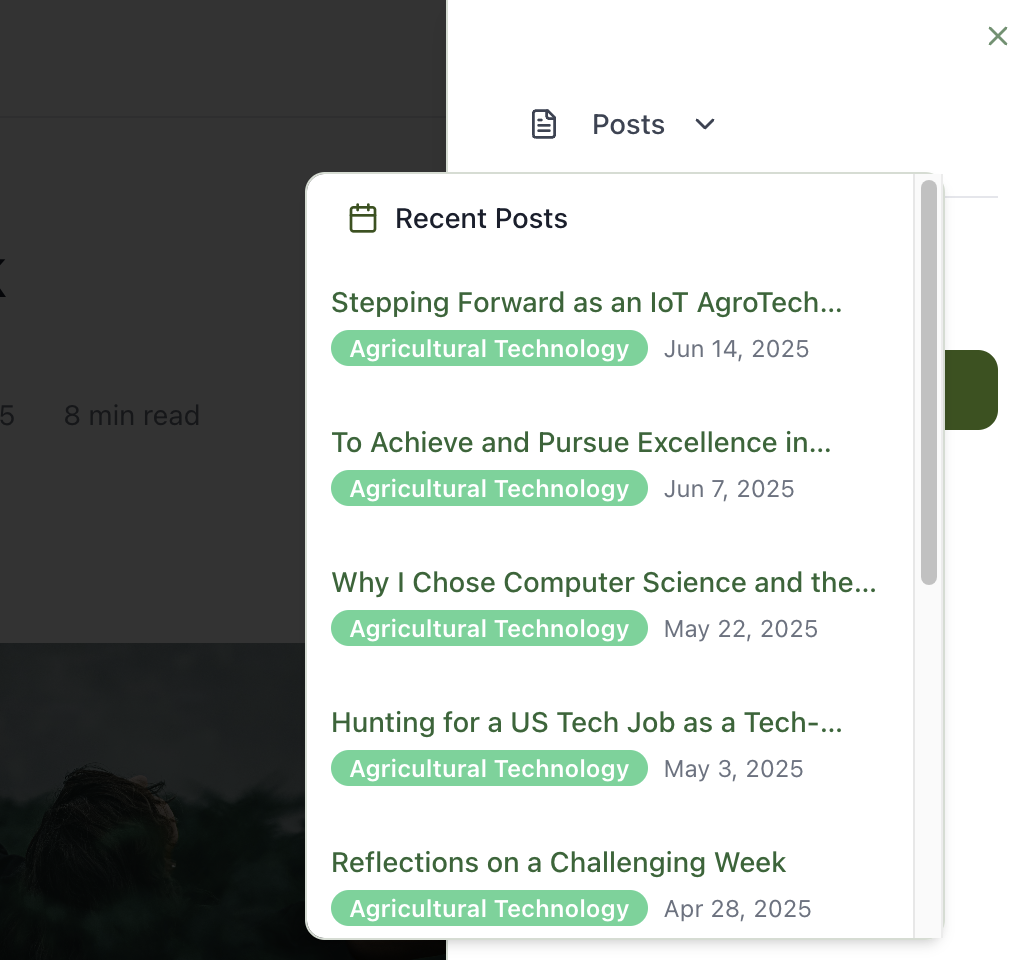 Posts
Recent Posts
Stepping Forward as an IoT AgroTech...
Agricultural Technology Jun 14, 2025
To Achieve and Pursue Excellence in...
5 8 min read
Agricultural Technology Jun 7, 2025
Why I Chose Computer Science and the...
Agricultural Technology May 22, 2025
Hunting for a US Tech Job as a Tech-...
Agricultural Technology May 3, 2025
Reflections on a Challenging Week
Agricultural Technology Apr 28, 2025